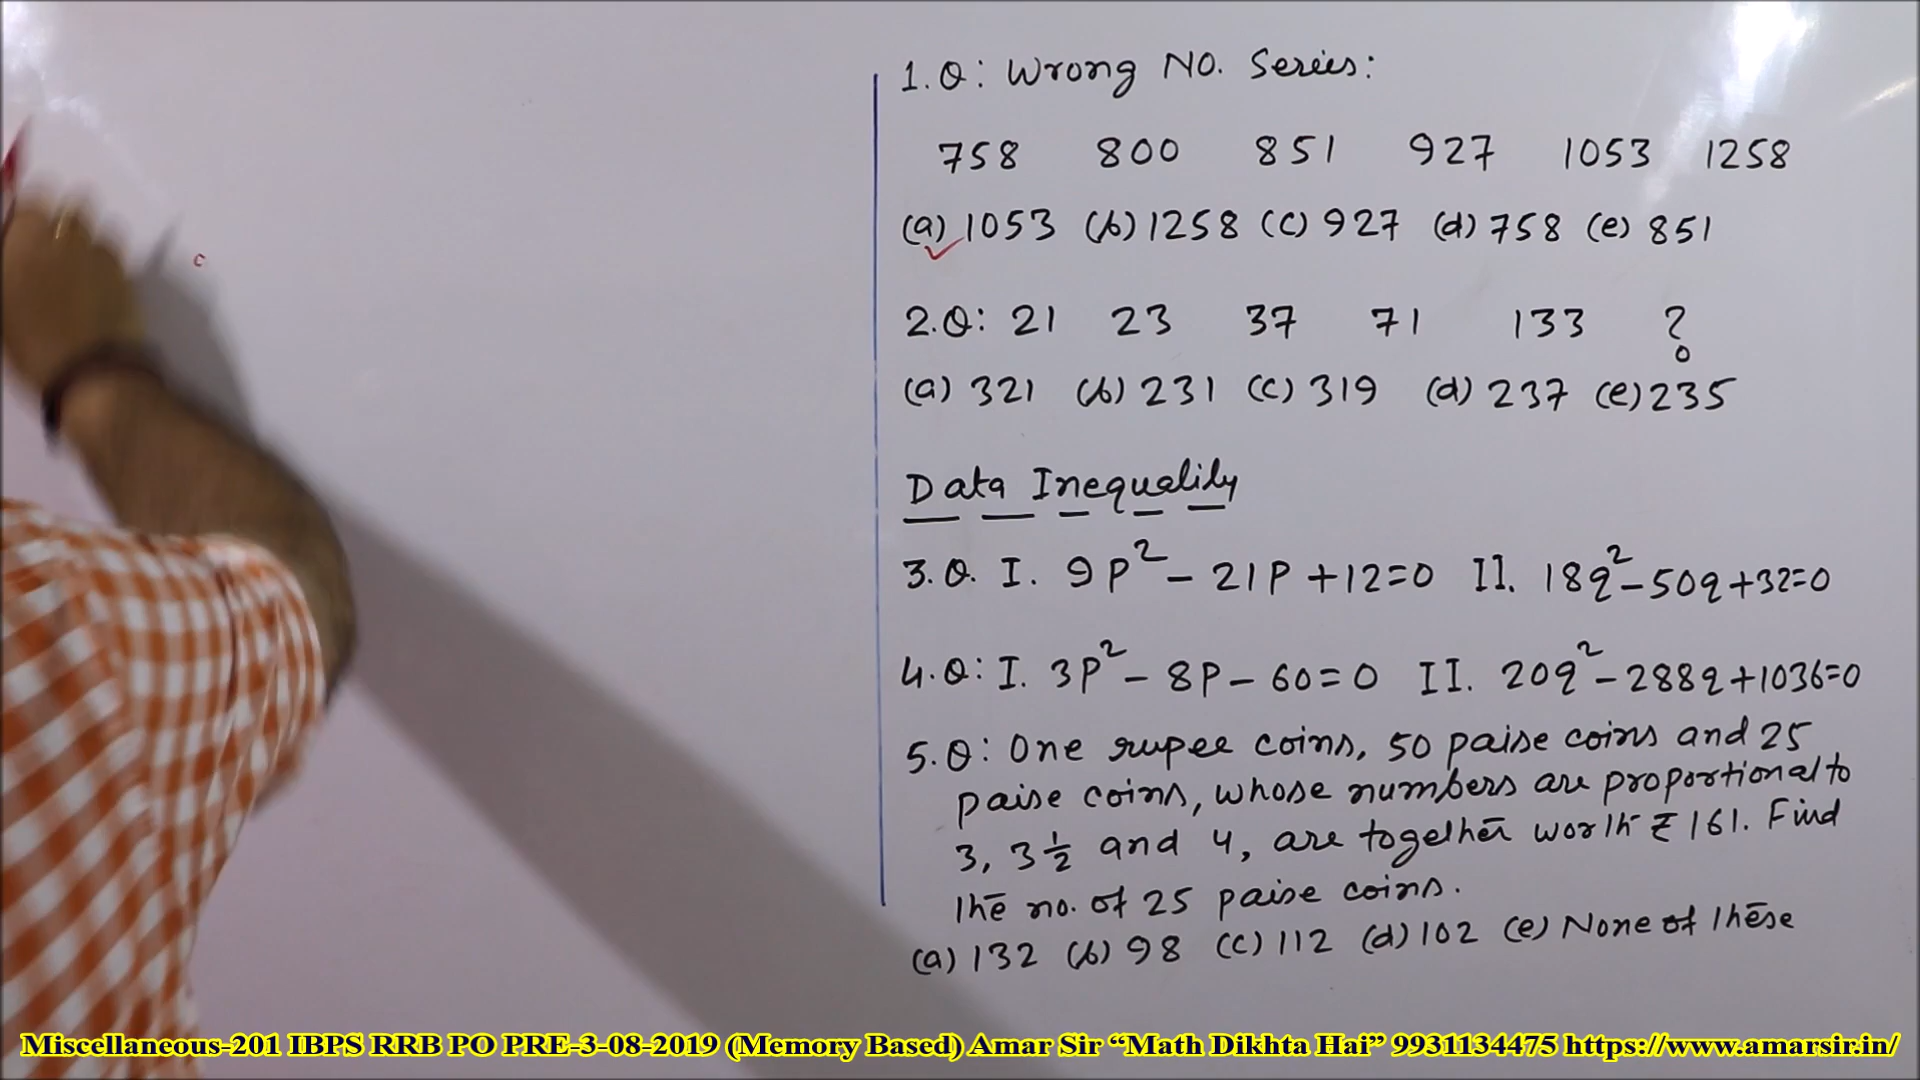 1.Q: Wrong NO. Series:
758 800 851 927 1053 1258
(a) 1053 (b) 1258 (c) 927 (d) 758 (e) 851
2.Q: 21 23 37 71 133 ?
(a) 321 (b) 231 (c) 319 (d) 237 (e) 235
Data Inequality
3.Q. I. 9p² - 21p + 12 = 0 II. 18q² - 50q + 32 = 0
4.Q: I. 3p² - 8p - 60 = 0 II. 20q² - 288q + 1036 = 0
5.Q: One rupee coins, 50 paise coins and 25
paise coins, whose numbers are proportional to
3, 3½ and 4, are together worth ₹ 161. Find
the no. of 25 paise coins.
(a) 132 (b) 98 (c) 112 (d) 102 (e) None of these
Miscellaneous-201 IBPS RRB PO PRE-3-08-2019 (Memory Based) Amar Sir “Math Dikhta Hai” 9931134475 https://www.amarsir.in/